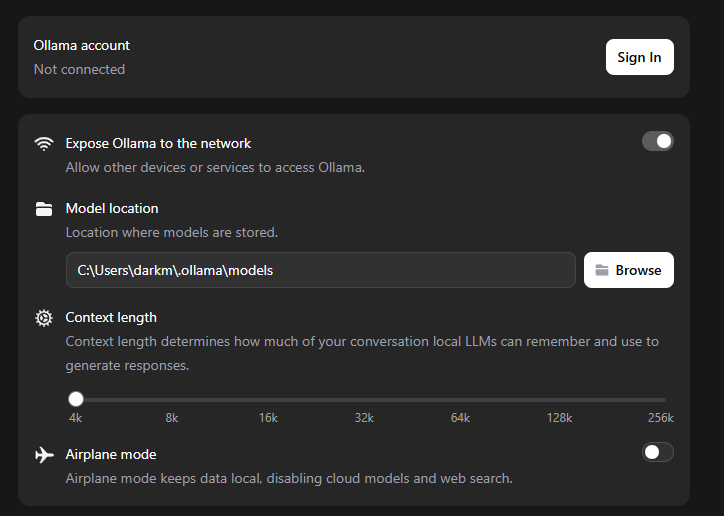 Ollama account
Not connected
Sign In
Expose Ollama to the network
Allow other devices or services to access Ollama.
Model location
Location where models are stored.
C:\Users\darkm\.ollama\models
Browse
Context length
Context length determines how much of your conversation local LLMs can remember and use to
generate responses.
4k 8k 16k 32k 64k 128k 256k
Airplane mode
Airplane mode keeps data local, disabling cloud models and web search.